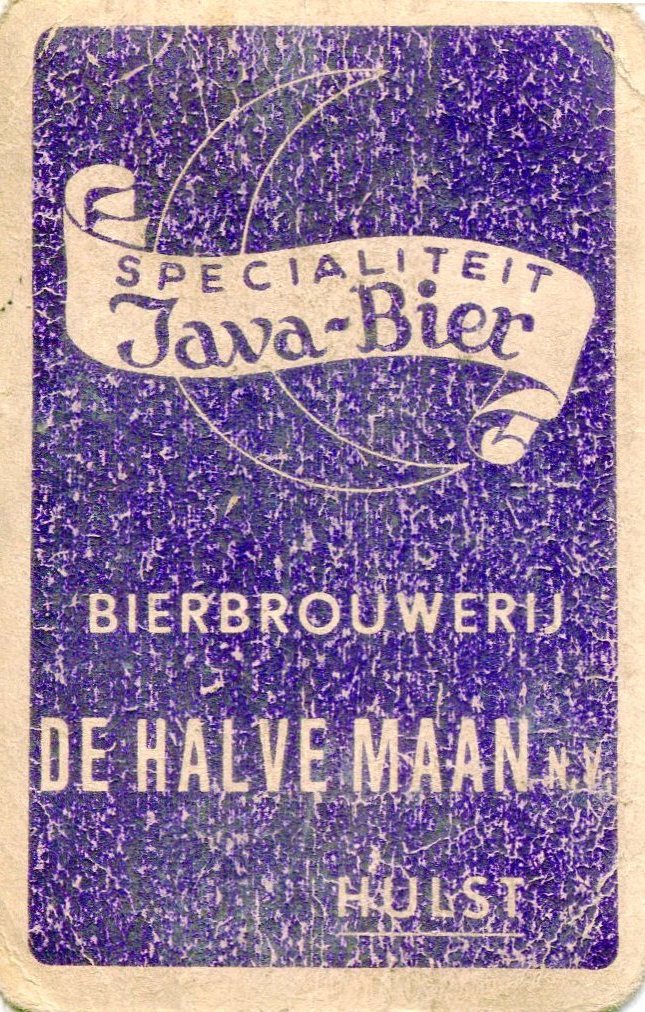 SPECIALITEIT
Java-Bier
BIERBROUWERIJ
DE HALVE MAAN N.V.
HULST